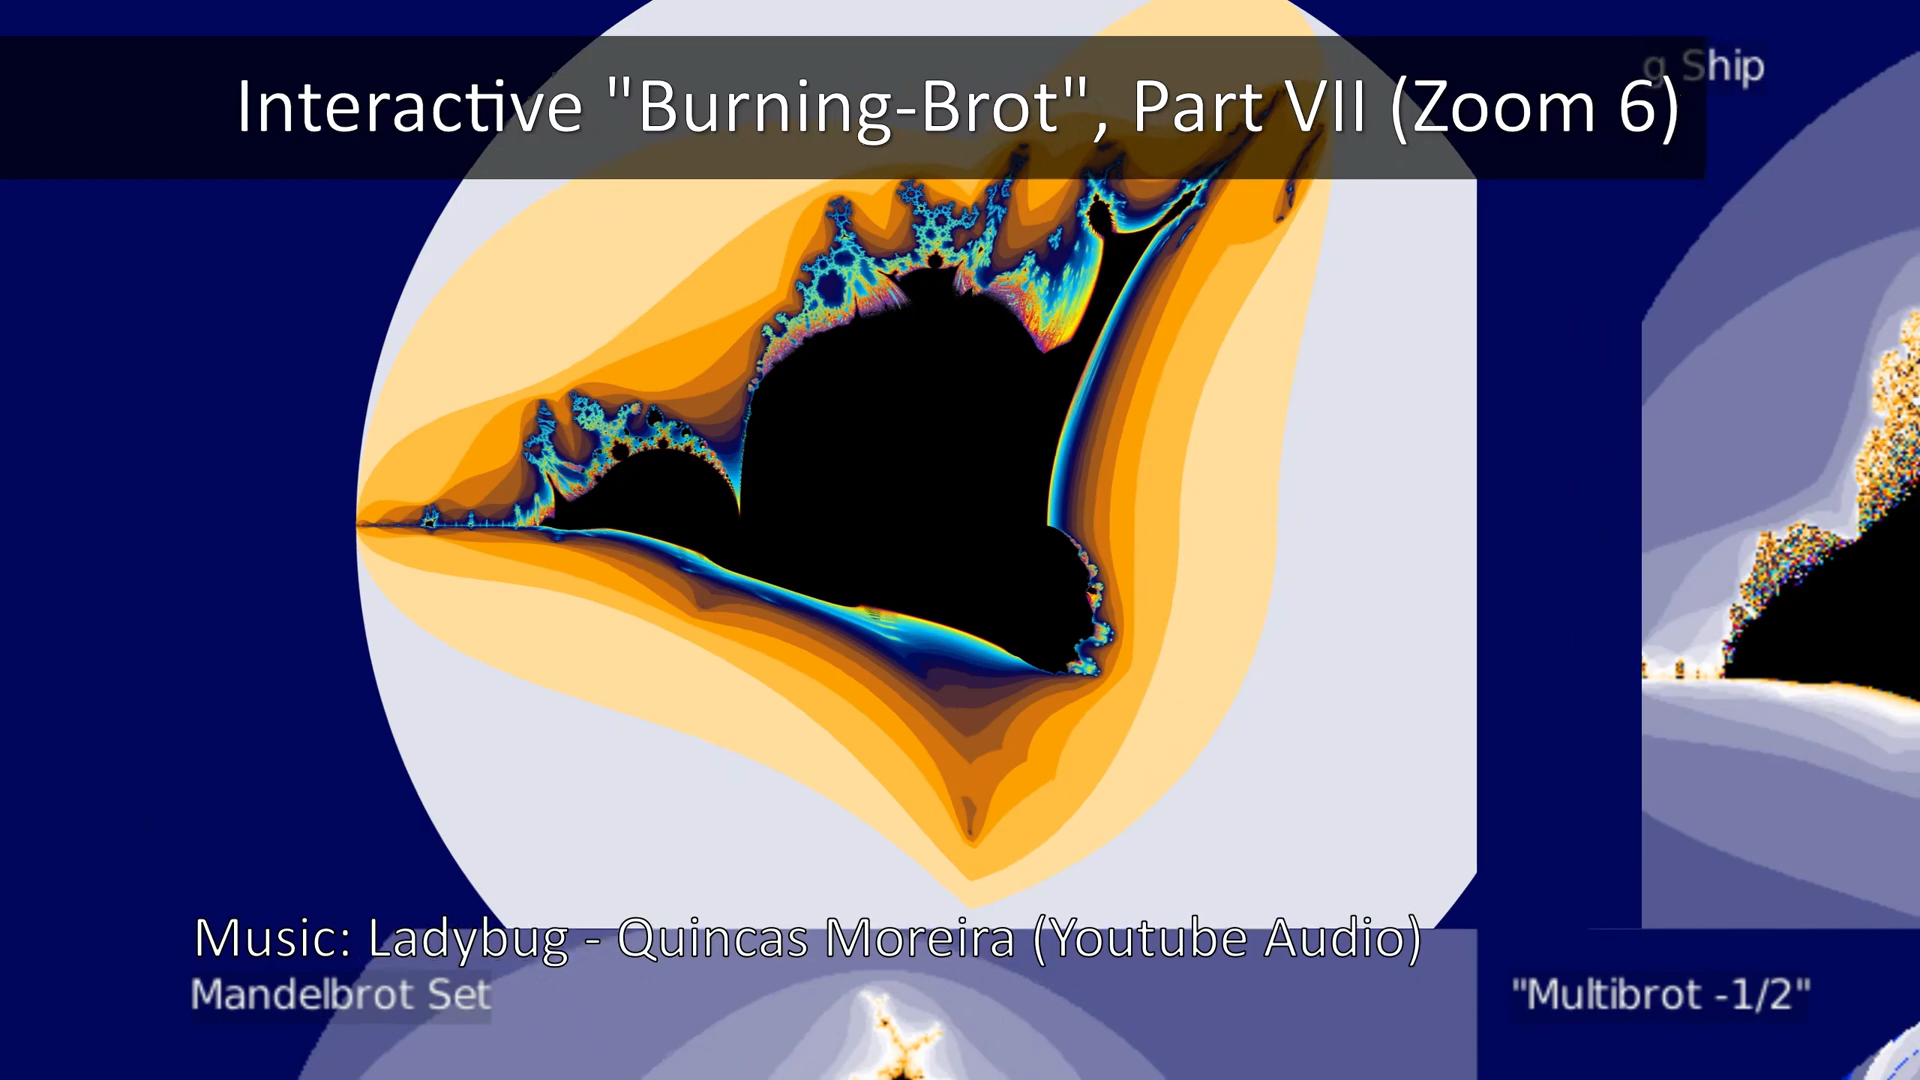 g Ship
Interactive "Burning-Brot", Part VII (Zoom 6)
Music: Ladybug - Quincas Moreira (Youtube Audio)
Mandelbrot Set
"Multibrot -1/2"